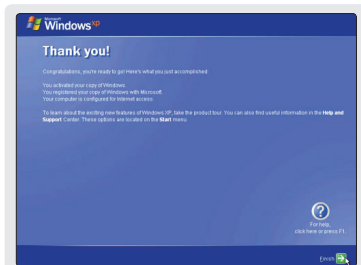 Microsoft
Windows xp
Thank you!
Congratulations, you're ready to go! Here's what you just accomplished:
You activated your copy of Windows.
You registered your copy of Windows with Microsoft.
Your computer is configured for Internet access.
To learn about the exciting new features of Windows XP, take the product tour. You can also find useful information in the Help and
Support Center. These options are located on the Start menu.
For help,
click here or press F1.
Finish